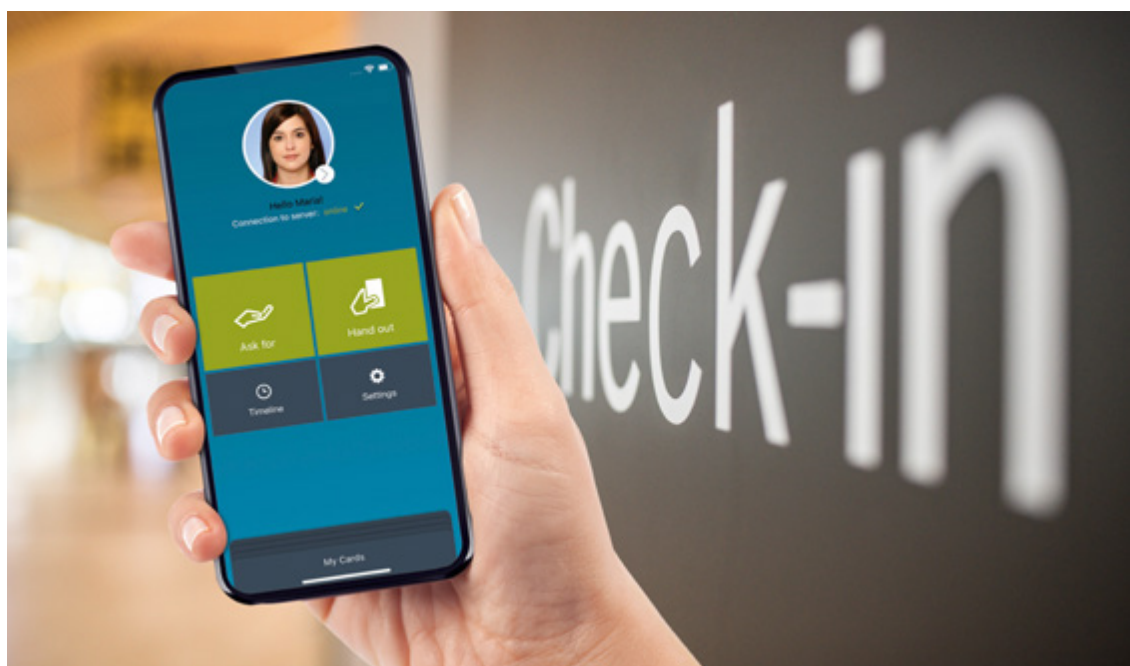 Hello Maria!
Connection to server: online
Ask for
Hand out
Timeline
Settings
My Cards
Check-in